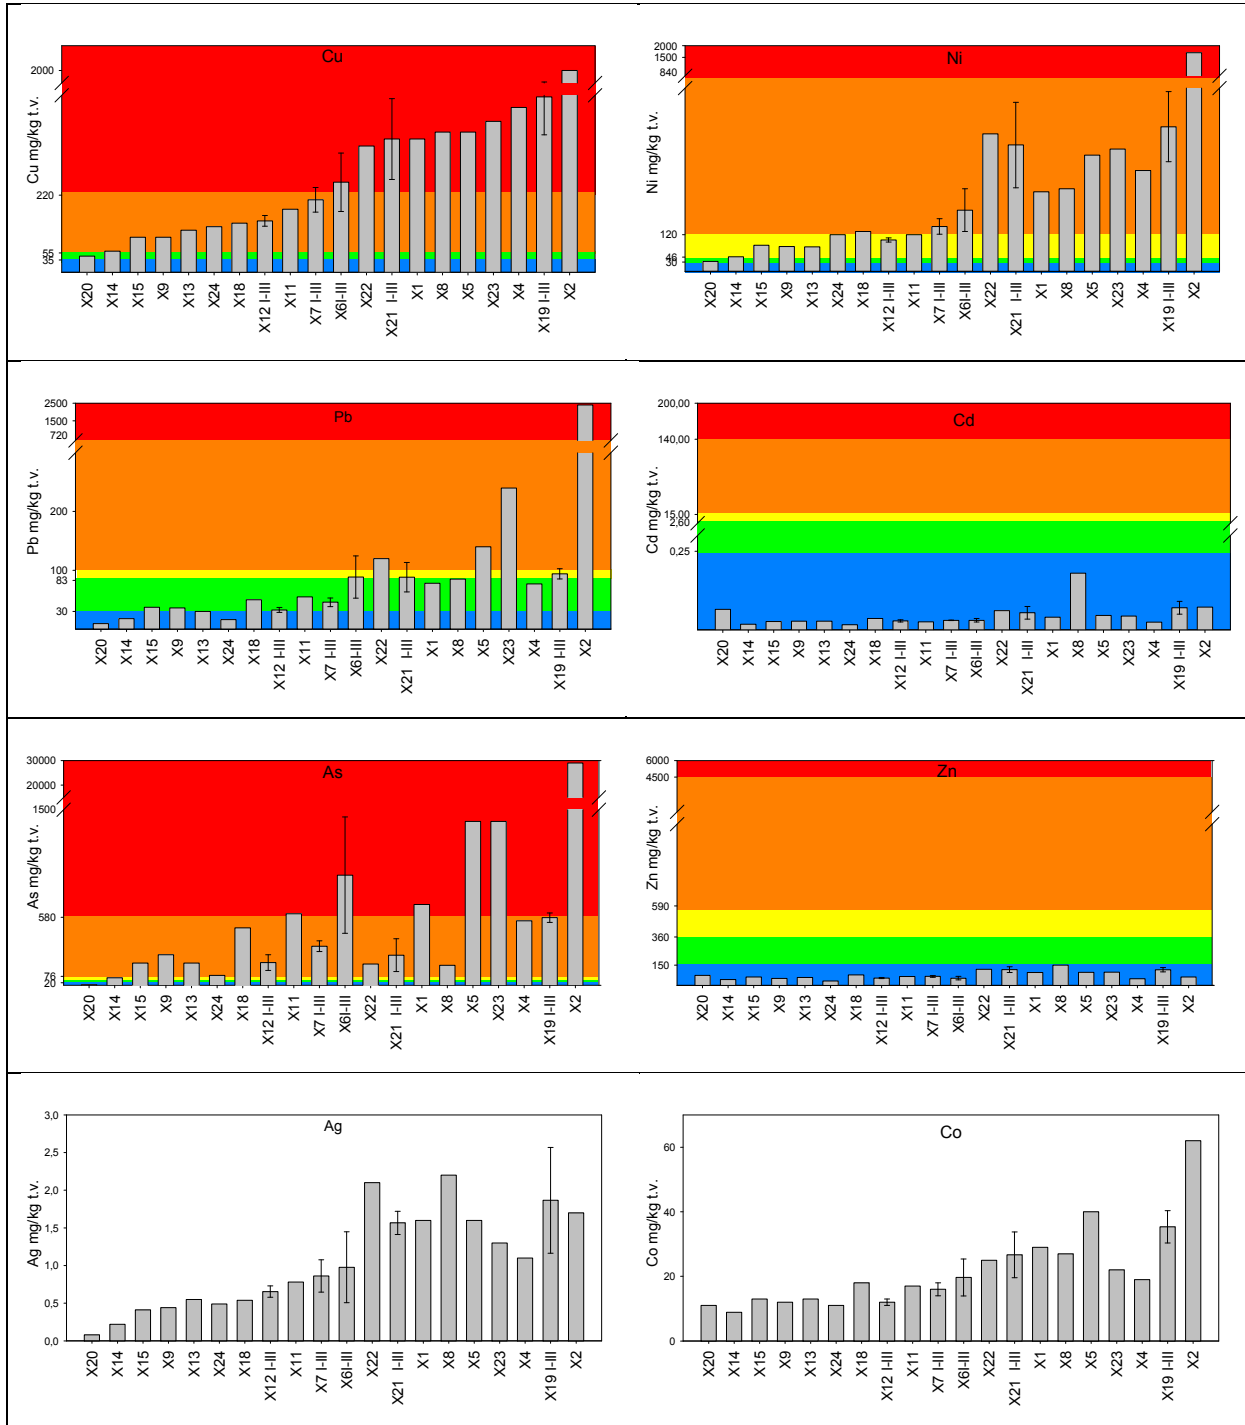 Cu
Cu mg/kg t.v.
2000
220
55
35
X20
X14
X15
X9
X13
X24
X18
X12 I-III
X11
X7 I-III
X6I-III
X22
X21 I-III
X1
X8
X5
X23
X4
X19 I-III
X2
Ni
Ni mg/kg t.v.
2000
1500
840
120
46
30
X20
X14
X15
X9
X13
X24
X18
X12 I-III
X11
X7 I-III
X6I-III
X22
X21 I-III
X1
X8
X5
X23
X4
X19 I-III
X2
Pb
Pb mg/kg t.v.
2500
1500
720
200
100
83
30
X20
X14
X15
X9
X13
X24
X18
X12 I-III
X11
X7 I-III
X6I-III
X22
X21 I-III
X1
X8
X5
X23
X4
X19 I-III
X2
Cd
Cd mg/kg t.v.
200,00
140,00
15,00
2,60
0,25
X20
X14
X15
X9
X13
X24
X18
X12 I-III
X11
X7 I-III
X6I-III
X22
X21 I-III
X1
X8
X5
X23
X4
X19 I-III
X2
As
As mg/kg t.v.
30000
20000
1500
580
76
20
X20
X14
X15
X9
X13
X24
X18
X12 I-III
X11
X7 I-III
X6I-III
X22
X21 I-III
X1
X8
X5
X23
X4
X19 I-III
X2
Zn
Zn mg/kg t.v.
6000
4500
590
360
150
X20
X14
X15
X9
X13
X24
X18
X12 I-III
X11
X7 I-III
X6I-III
X22
X21 I-III
X1
X8
X5
X23
X4
X19 I-III
X2
Ag
Ag mg/kg t.v.
3,0
2,5
2,0
1,5
1,0
0,5
0,0
X20
X14
X15
X9
X13
X24
X18
X12 I-III
X11
X7 I-III
X6I-III
X22
X21 I-III
X1
X8
X5
X23
X4
X19 I-III
X2
Co
Co mg/kg t.v.
60
40
20
0
X20
X14
X15
X9
X13
X24
X18
X12 I-III
X11
X7 I-III
X6I-III
X22
X21 I-III
X1
X8
X5
X23
X4
X19 I-III
X2